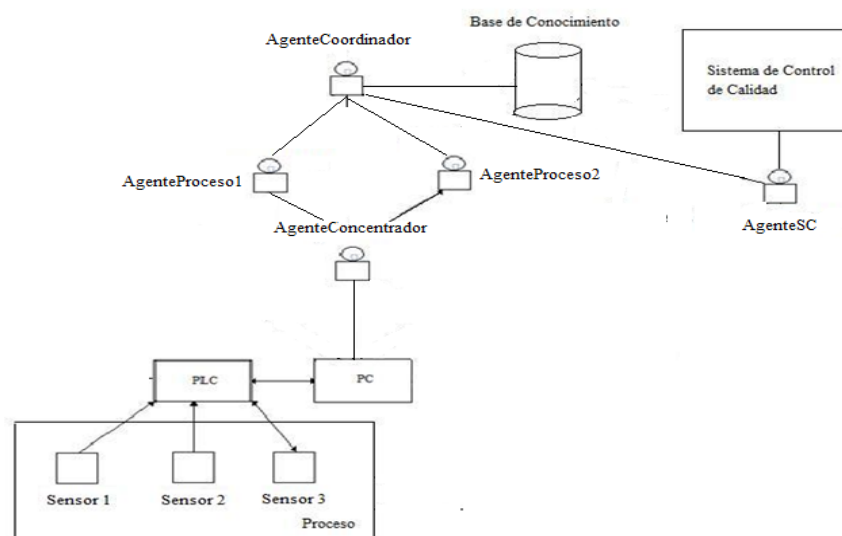 Base de Conocimiento
AgenteCoordinador
Sistema de Control
de Calidad
AgenteProceso1
AgenteProceso2
AgenteConcentrador
AgenteSC
PLC
PC
Sensor 1
Sensor 2
Sensor 3
Proceso